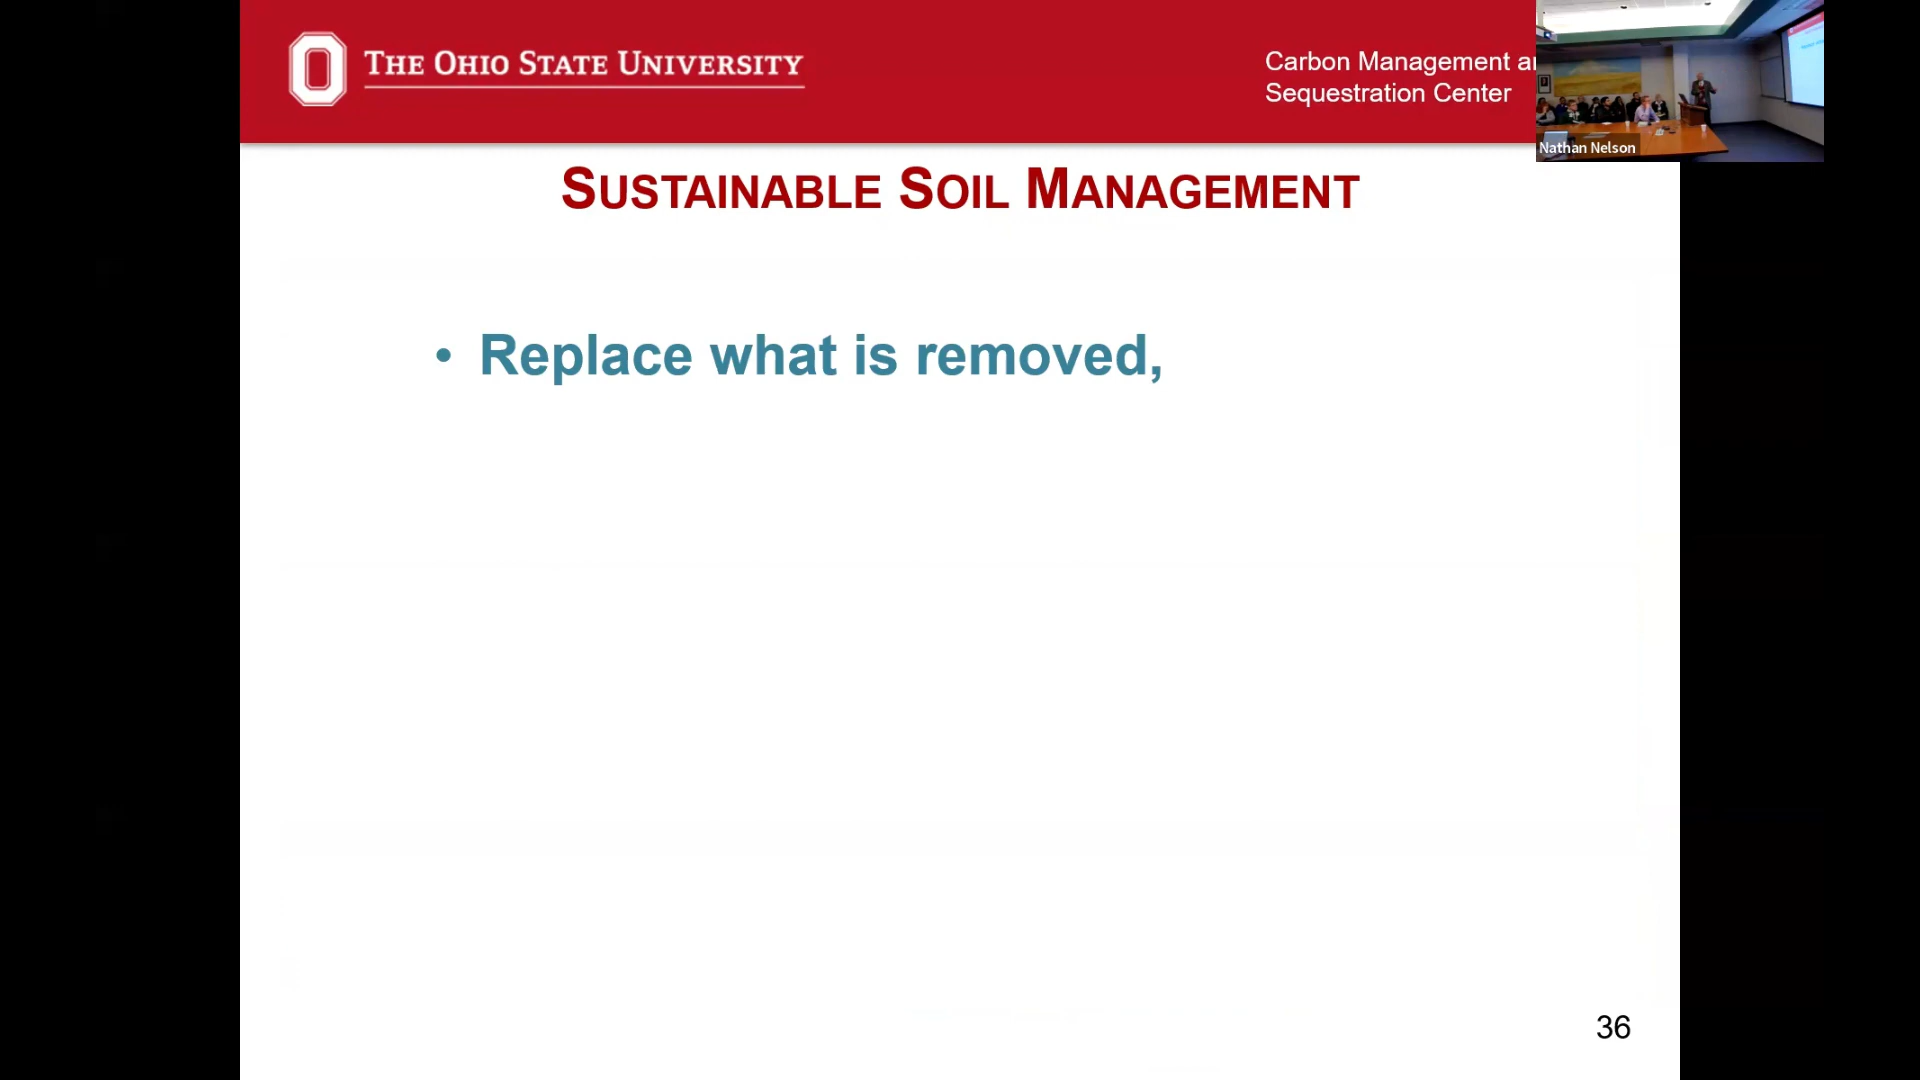 THE OHIO STATE UNIVERSITY
Carbon Management
Sequestration Center
Nathan Nelson
SUSTAINABLE SOIL MANAGEMENT
• Replace what is removed,
36